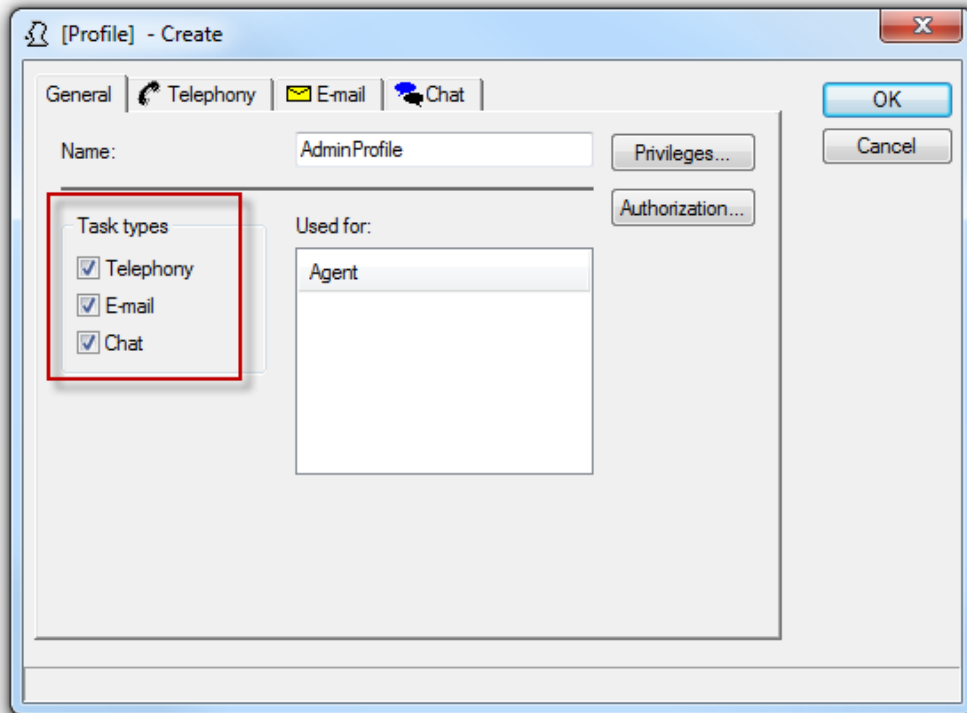 [Profile] - Create
General Telephony E-mail Chat
OK
Name: AdminProfile Privileges... Cancel
Authorization...
Task types Used for:
Telephony Agent
E-mail
Chat